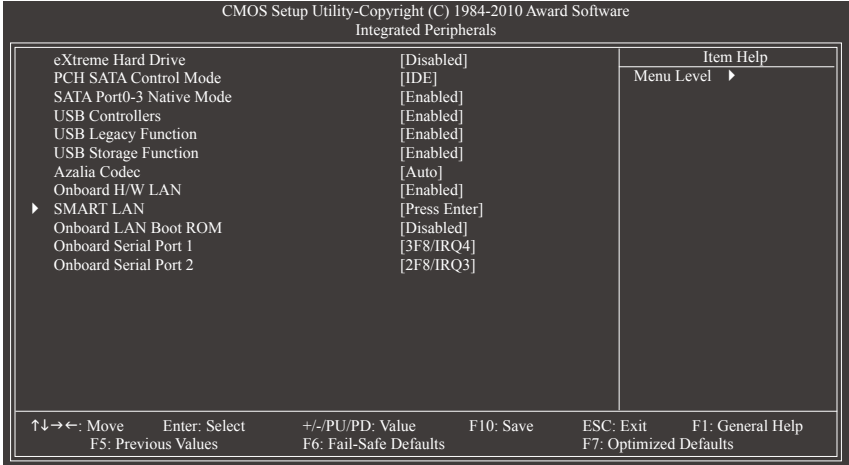 CMOS Setup Utility-Copyright (C) 1984-2010 Award Software
Integrated Peripherals
Item Help
Menu Level ▶
eXtreme Hard Drive [Disabled]
PCH SATA Control Mode [IDE]
SATA Port0-3 Native Mode [Enabled]
USB Controllers [Enabled]
USB Legacy Function [Enabled]
USB Storage Function [Enabled]
Azalia Codec [Auto]
Onboard H/W LAN [Enabled]
▶ SMART LAN [Press Enter]
Onboard LAN Boot ROM [Disabled]
Onboard Serial Port 1 [3F8/IRQ4]
Onboard Serial Port 2 [2F8/IRQ3]
↑↓→←: Move Enter: Select +/-/PU/PD: Value F10: Save ESC: Exit F1: General Help
F5: Previous Values F6: Fail-Safe Defaults F7: Optimized Defaults